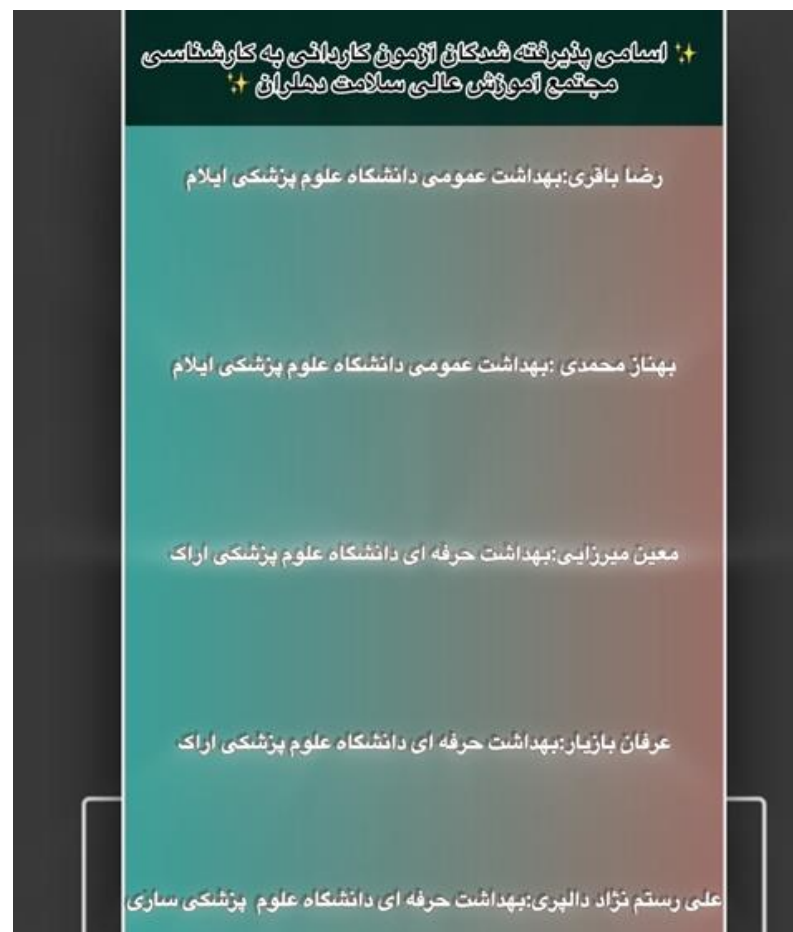 ✨ اسامی پذیرفته شدگان آزمون کاردانی به کارشناسی
مجتمع آموزش عالی سلامت دهلران ✨
رضا باقری:بهداشت عمومی دانشگاه علوم پزشکی ایلام
بهناز محمدی :بهداشت عمومی دانشگاه علوم پزشکی ایلام
معین میرزایی:بهداشت حرفه ای دانشگاه علوم پزشکی اراک
عرفان بازیار:بهداشت حرفه ای دانشگاه علوم پزشکی اراک
علی رستم نژاد دالپری:بهداشت حرفه ای دانشگاه علوم پزشکی ساری